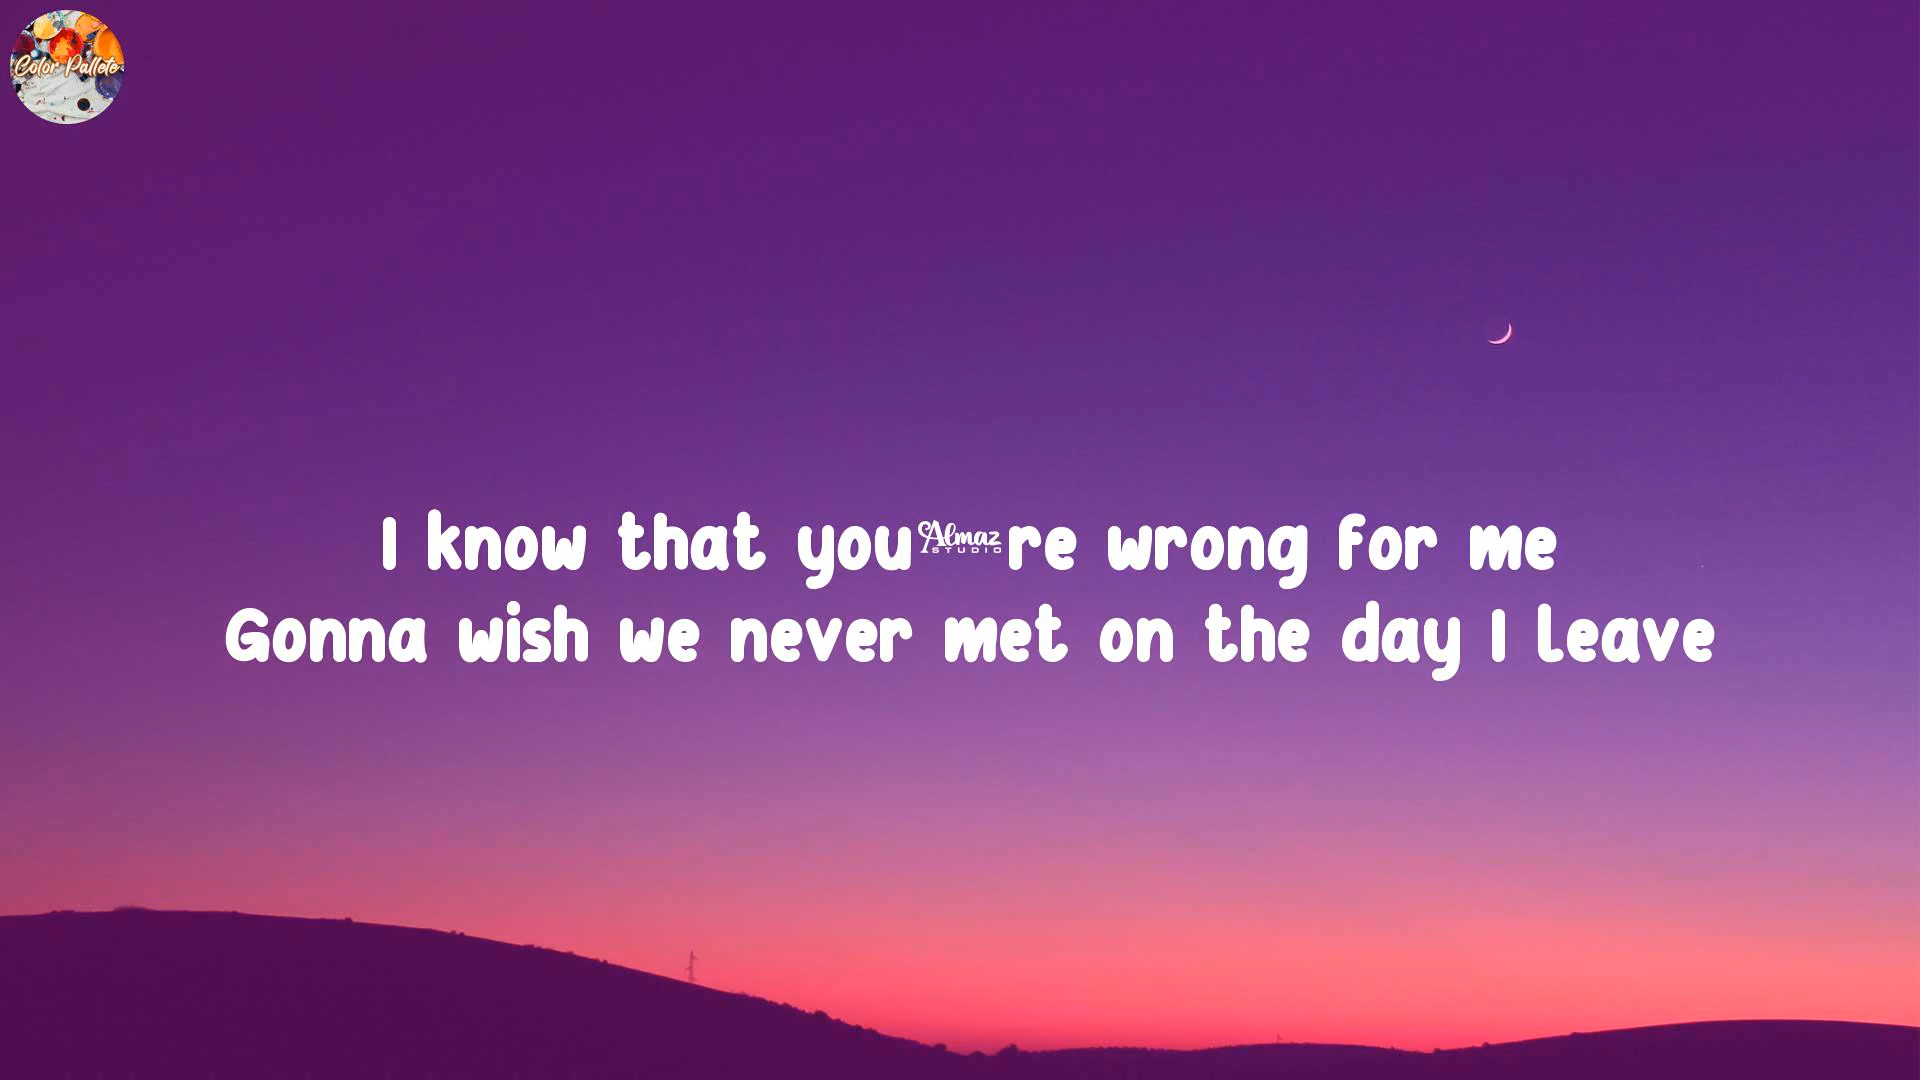 Color Pallete
I know that you Almaz STUDIO re wrong for me
Gonna wish we never met on the day I leave